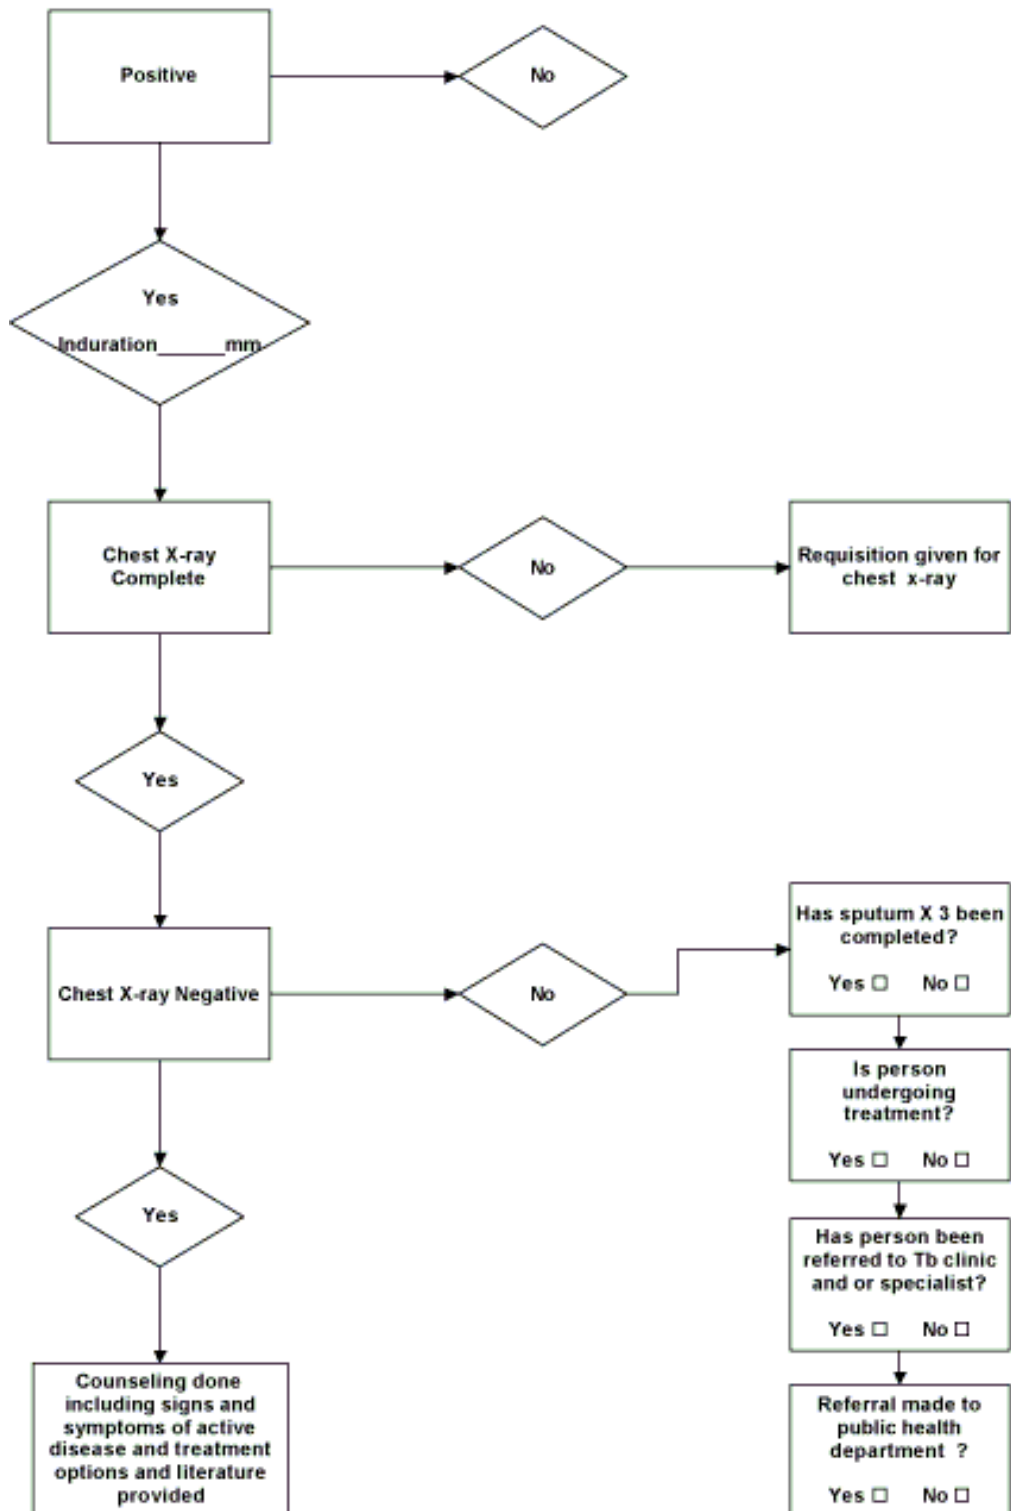 Positive
No
Yes
Induration______mm
Chest X-ray
Complete
No
Requisition given for
chest x-ray
Yes
Chest X-ray Negative
No
Has sputum X 3 been
completed?
Yes ☐ No ☐
Is person
undergoing
treatment?
Yes ☐ No ☐
Yes
Has person been
referred to Tb clinic
and or specialist?
Yes ☐ No ☐
Counseling done
including signs and
symptoms of active
disease and treatment
options and literature
provided
Referral made to
public health
department ?
Yes ☐ No ☐